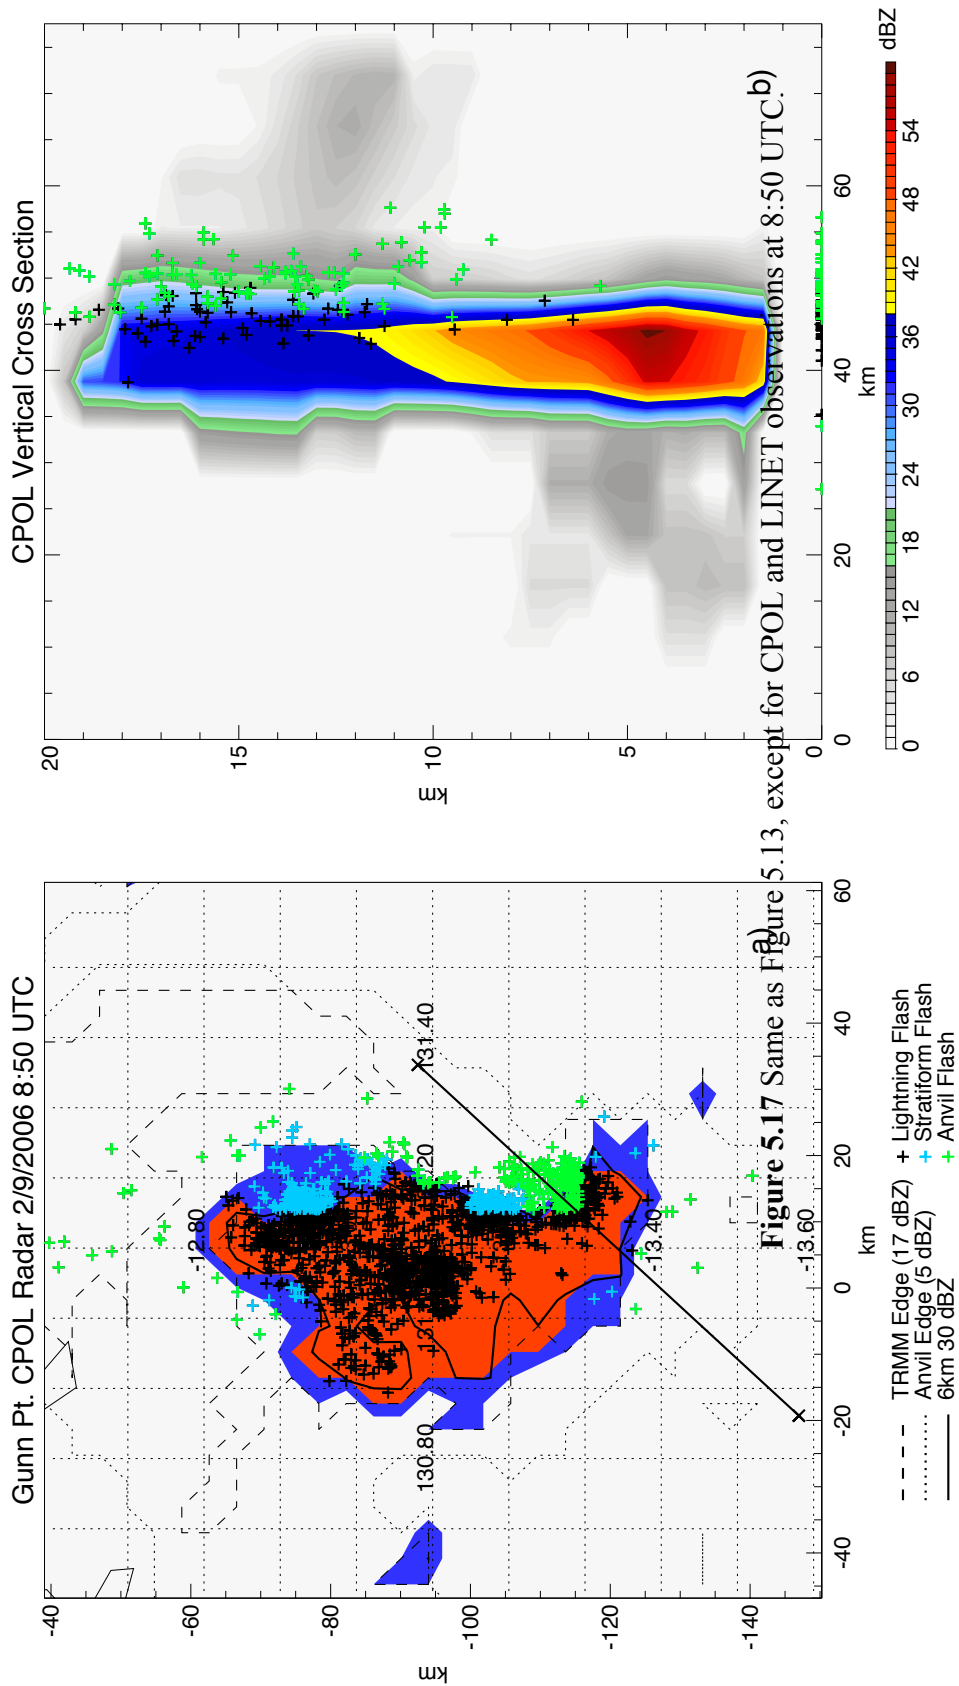 Gunn Pt. CPOL Radar 2/9/2006 8:50 UTC
-40
-60
-80
-100
-120
-140
km
-40
-20
0
20
40
60
km
-12.80
-13.40
-13.60
130.80
131
.20
131.40
a)
TRMM Edge (17 dBZ)
Anvil Edge (5 dBZ)
6km 30 dBZ
Lightning Flash
Stratiform Flash
Anvil Flash
CPOL Vertical Cross Section
20
15
10
5
0
km
0
20
40
60
km
b)
0
6
12
18
24
30
36
42
48
54
dBZ
Figure 5.17 Same as Figure 5.13, except for CPOL and LINET observations at 8:50 UTC.